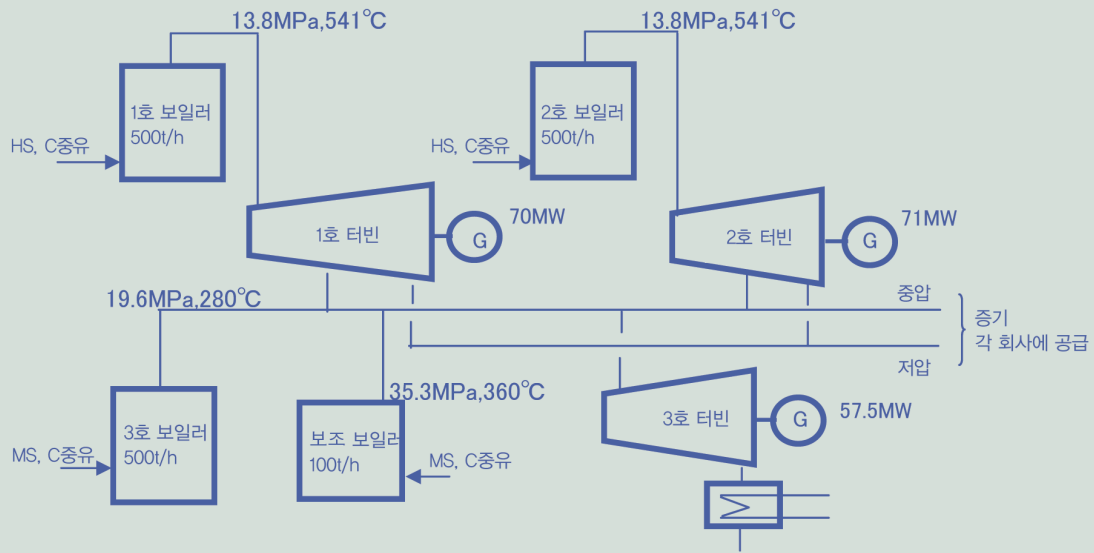 13.8MPa,541℃
13.8MPa,541℃
1호 보일러
500t/h
2호 보일러
500t/h
HS, C중유
HS, C중유
1호 터빈
G
70MW
2호 터빈
G
71MW
19.6MPa,280℃
중압
저압
증기
각 회사에 공급
35.3MPa,360℃
3호 보일러
500t/h
MS, C중유
보조 보일러
100t/h
MS, C중유
3호 터빈
G
57.5MW